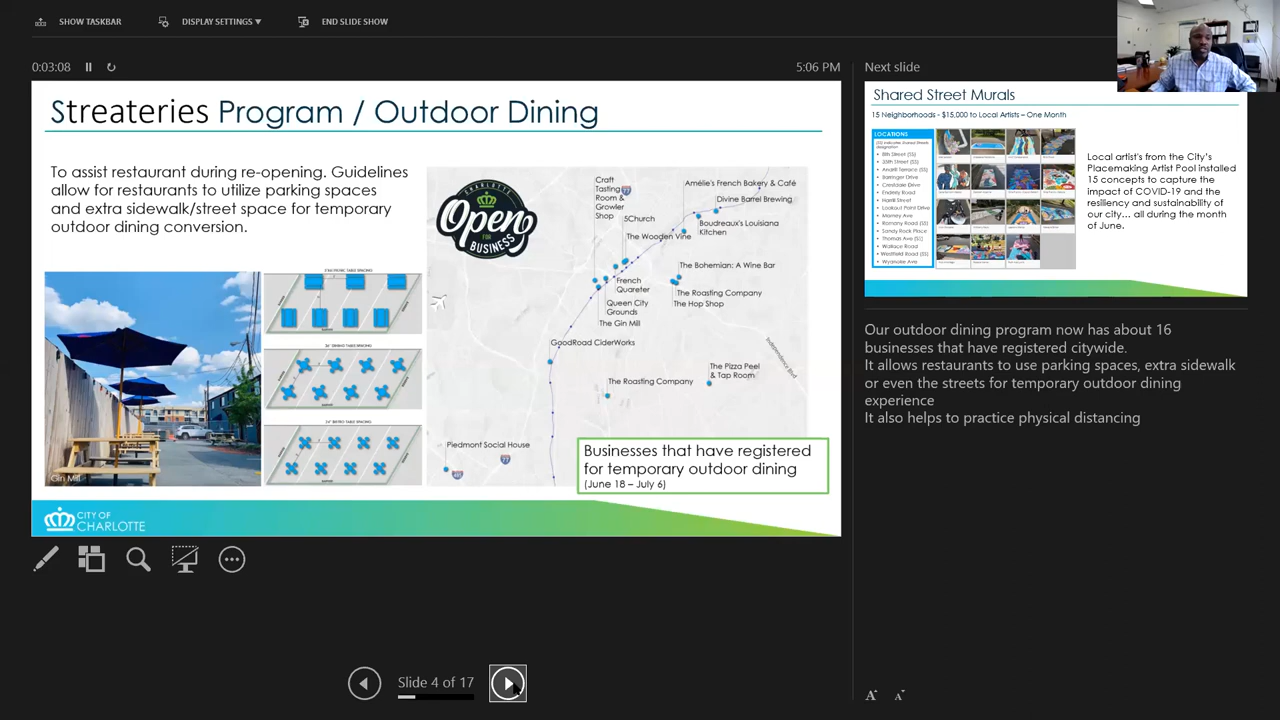 SHOW TASKBAR
DISPLAY SETTINGS ▼
END SLIDE SHOW
0:03:08
5:06 PM
Streateries Program / Outdoor Dining
To assist restaurant during re-opening. Guidelines
allow for restaurants to utilize parking spaces
and extra sidewalk/street space for temporary
outdoor dining conversion.
Gin Mill
CHARLOTTE
Open
FOR
BUSINESS
Craft
Tasting
Room &
Growler
Shop
Amélie's French Bakery & Café
Divine Barrel Brewing
5Church
Boudreaux's Louisiana
Kitchen
The Wooden Vine
The Bohemian: A Wine Bar
French
Quareter
The Roasting Company
Queen City
Grounds
The Hop Shop
The Gin Mill
GoodRoad CiderWorks
Independence Blvd
The Pizza Peel
& Tap Room
The Roasting Company
Piedmont Social House
Businesses that have registered
for temporary outdoor dining
(June 18 – July 6)
CITY OF
CHARLOTTE
Slide 4 of 17
Next slide
Shared Street Murals
15 Neighborhoods - $15,000 to Local Artists – One Month
LOCATIONS
Local artist's from the City's
Placemaking Artist Pool installed
15 concepts to capture the
impact of COVID-19 and the
resiliency and sustainability of
our city... all during the month
of June.
Our outdoor dining program now has about 16
businesses that have registered citywide.
It allows restaurants to use parking spaces, extra sidewalk
or even the streets for temporary outdoor dining
experience
It also helps to practice physical distancing